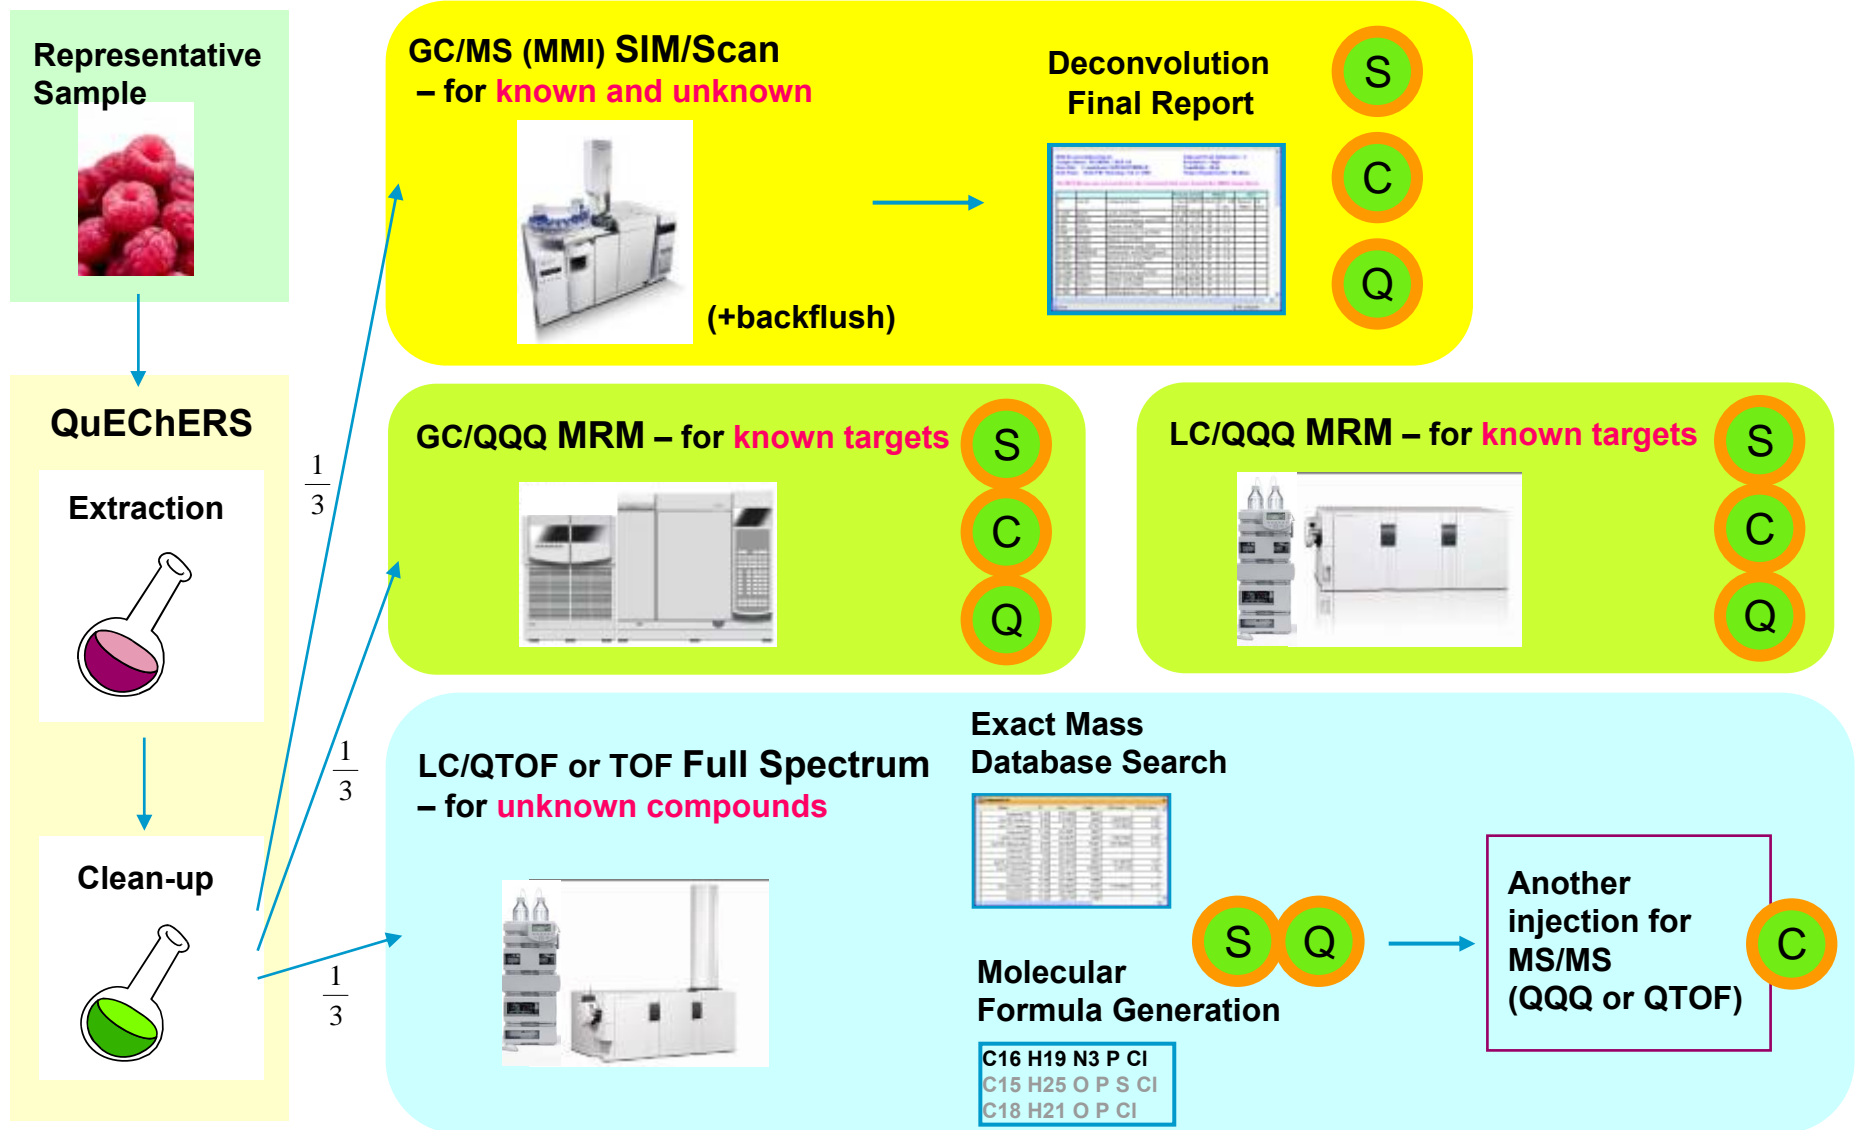 Representative
Sample
QuEChERS
Extraction
Clean-up
1
3
1
3
1
3
GC/MS (MMI) SIM/Scan
– for known and unknown
(+backflush)
Deconvolution
Final Report
S
C
Q
GC/QQQ MRM – for known targets
S
C
Q
LC/QQQ MRM – for known targets
S
C
Q
LC/QTOF or TOF Full Spectrum
– for unknown compounds
Exact Mass
Database Search
Molecular
Formula Generation
C16 H19 N3 P Cl
C15 H25 O P S Cl
C18 H21 O P Cl
S Q
Another
injection for
MS/MS
(QQQ or QTOF)
C